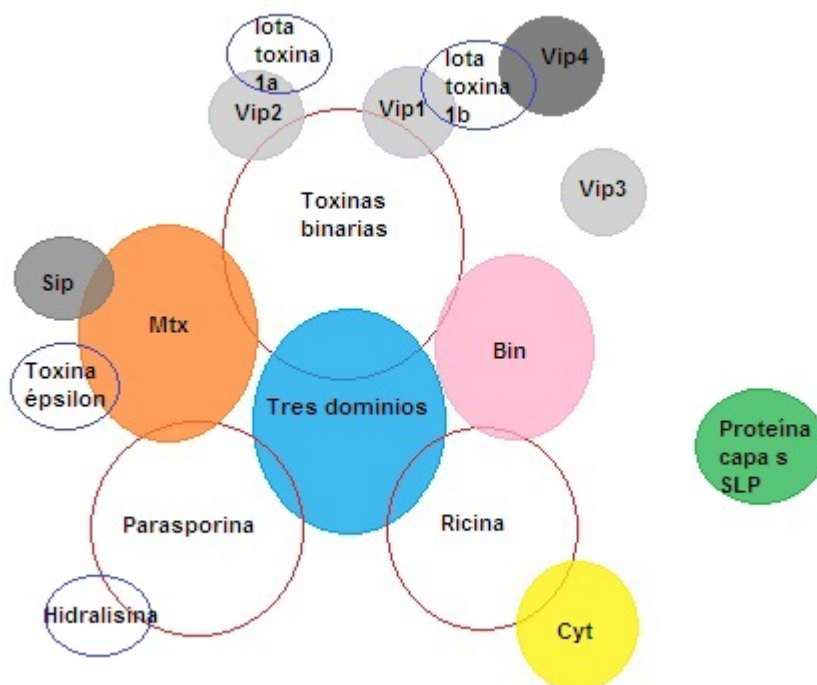 Iota
toxina
1a
Vip2
Vip1
Iota
toxina
1b
Vip4
Vip3
Toxinas
binarias
Sip
Mtx
Bin
Toxina
épsilon
Tres dominios
Proteína
capa s
SLP
Parasporina
Ricina
Hidralisina
Cyt